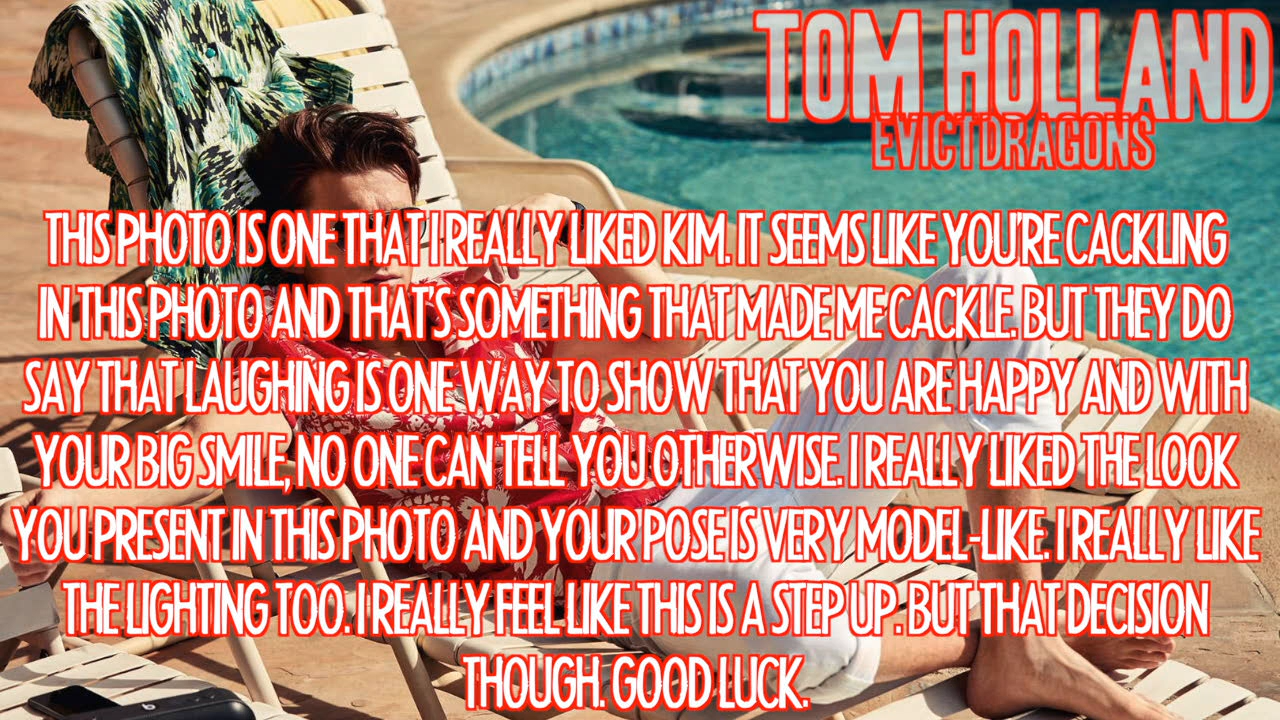 TOM HOLLAND
EVICTDRAGONS
THIS PHOTO IS ONE THAT I REALLY LIKED KIM. IT SEEMS LIKE YOU'RE CACKLING
IN THIS PHOTO AND THAT'S SOMETHING THAT MADE ME CACKLE. BUT THEY DO
SAY THAT LAUGHING IS ONE WAY TO SHOW THAT YOU ARE HAPPY AND WITH
YOUR BIG SMILE, NO ONE CAN TELL YOU OTHERWISE. I REALLY LIKED THE LOOK
YOU PRESENT IN THIS PHOTO AND YOUR POSE IS VERY MODEL-LIKE. I REALLY LIKE
THE LIGHTING TOO. I REALLY FEEL LIKE THIS IS A STEP UP. BUT THAT DECISION
THOUGH. GOOD LUCK.